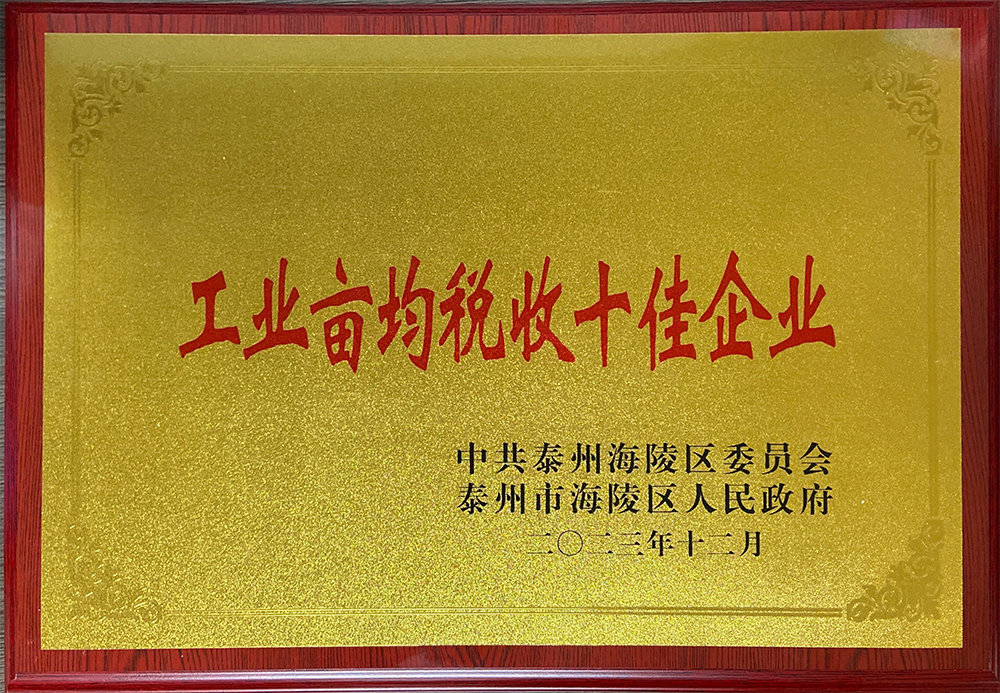 工业亩均税收十佳企业
中共泰州海陵区委员会
泰州市海陵区人民政府
二〇二三年十二月